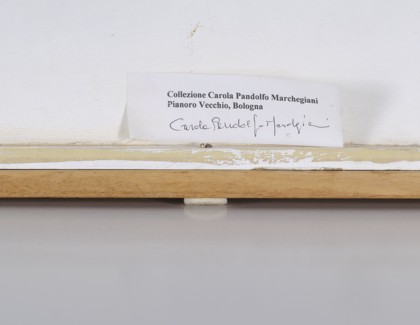 Collezione Carola Pandolfo Marchegiani
Pianoro Vecchio, Bologna
Carola Pandolfo Marchegiani